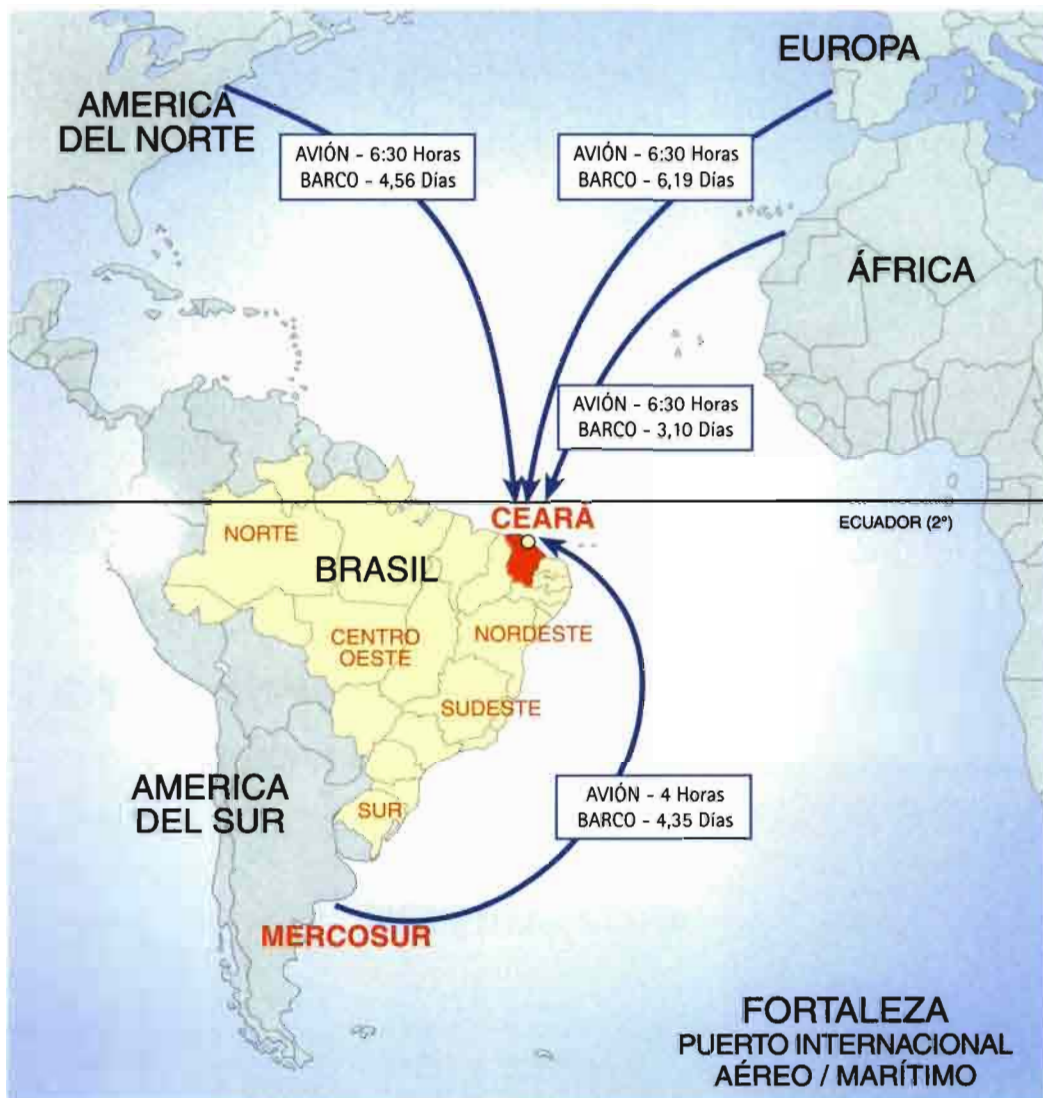 EUROPA
AMERICA
DEL NORTE
AVIÓN - 6:30 Horas
BARCO - 4,56 Días
AVIÓN - 6:30 Horas
BARCO - 6,19 Días
ÁFRICA
AVIÓN - 6:30 Horas
BARCO - 3,10 Días
CEARÁ
ECUADOR (2º)
NORTE
BRASIL
CENTRO
OESTE
NORDESTE
SUDESTE
AMERICA
DEL SUR
SUR
AVIÓN - 4 Horas
BARCO - 4,35 Días
MERCOSUR
FORTALEZA
PUERTO INTERNACIONAL
AÉREO / MARÍTIMO